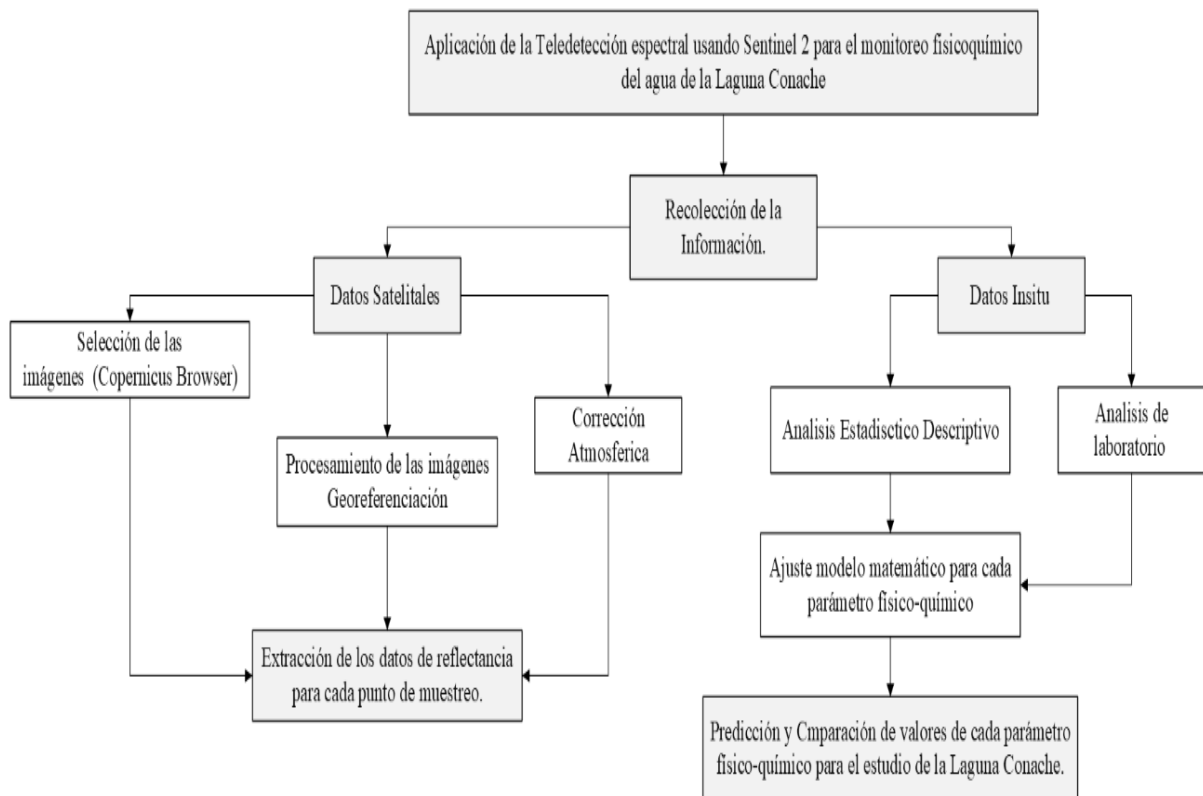 Aplicación de la Teledetección espectral usando Sentinel 2 para el monitoreo fisicoquímico
del agua de la Laguna Conache
Recolección de la
Información.
Datos Satelitales
Datos Insitu
Selección de las
imágenes (Copernicus Browser)
Procesamiento de las imágenes
Georeferenciación
Corrección
Atmosférica
Analisis Estadisctico Descriptivo
Analisis de
laboratorio
Ajuste modelo matemático para cada
parámetro físico-químico
Extracción de los datos de reflectancia
para cada punto de muestreo.
Predicción y Cmparación de valores de cada parámetro
físico-químico para el estudio de la Laguna Conache.